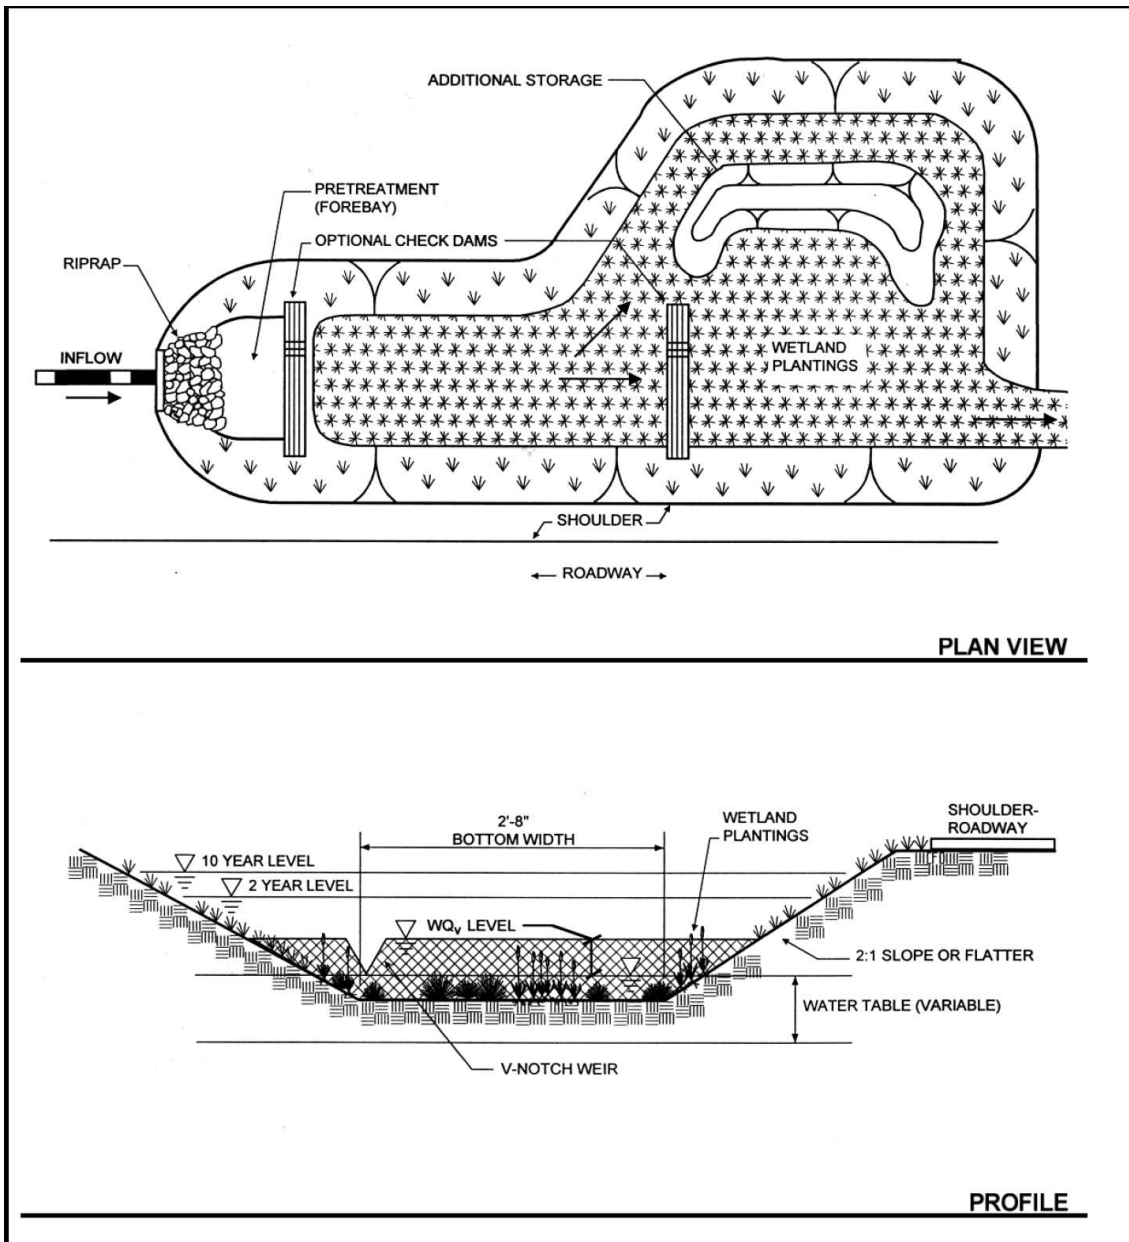 ADDITIONAL STORAGE
PRETREATMENT
(FOREBAY)
OPTIONAL CHECK DAMS
RIPRAP
INFLOW
WETLAND
PLANTINGS
SHOULDER
ROADWAY
PLAN VIEW
2'-8"
BOTTOM WIDTH
WETLAND
PLANTINGS
SHOULDER-
ROADWAY
10 YEAR LEVEL
2 YEAR LEVEL
WQv LEVEL
2:1 SLOPE OR FLATTER
WATER TABLE (VARIABLE)
V-NOTCH WEIR
PROFILE